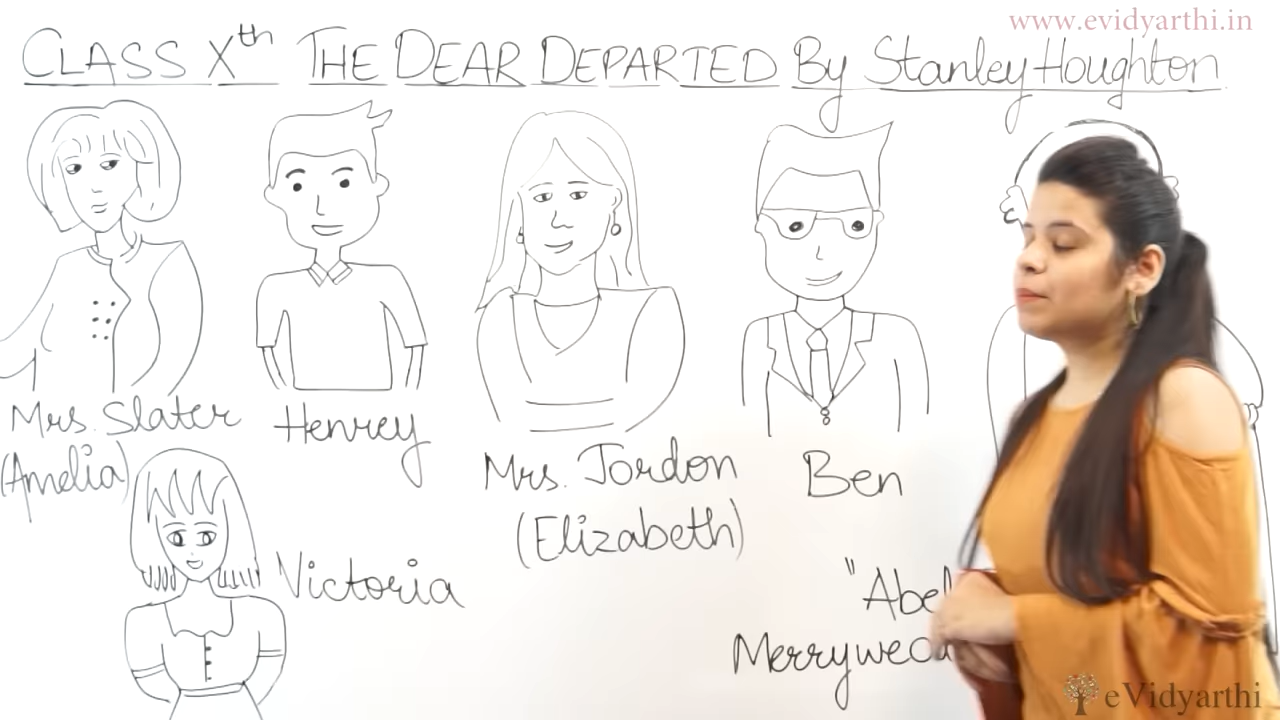 www.evidyarthi.in
CLASS Xth THE DEAR DEPARTED By Stanley Houghton
Mrs. Slater
(Amelia)
Henrey
Mrs. Jordon
(Elizabeth)
Ben
Victoria
"Abel
eVidyarthi